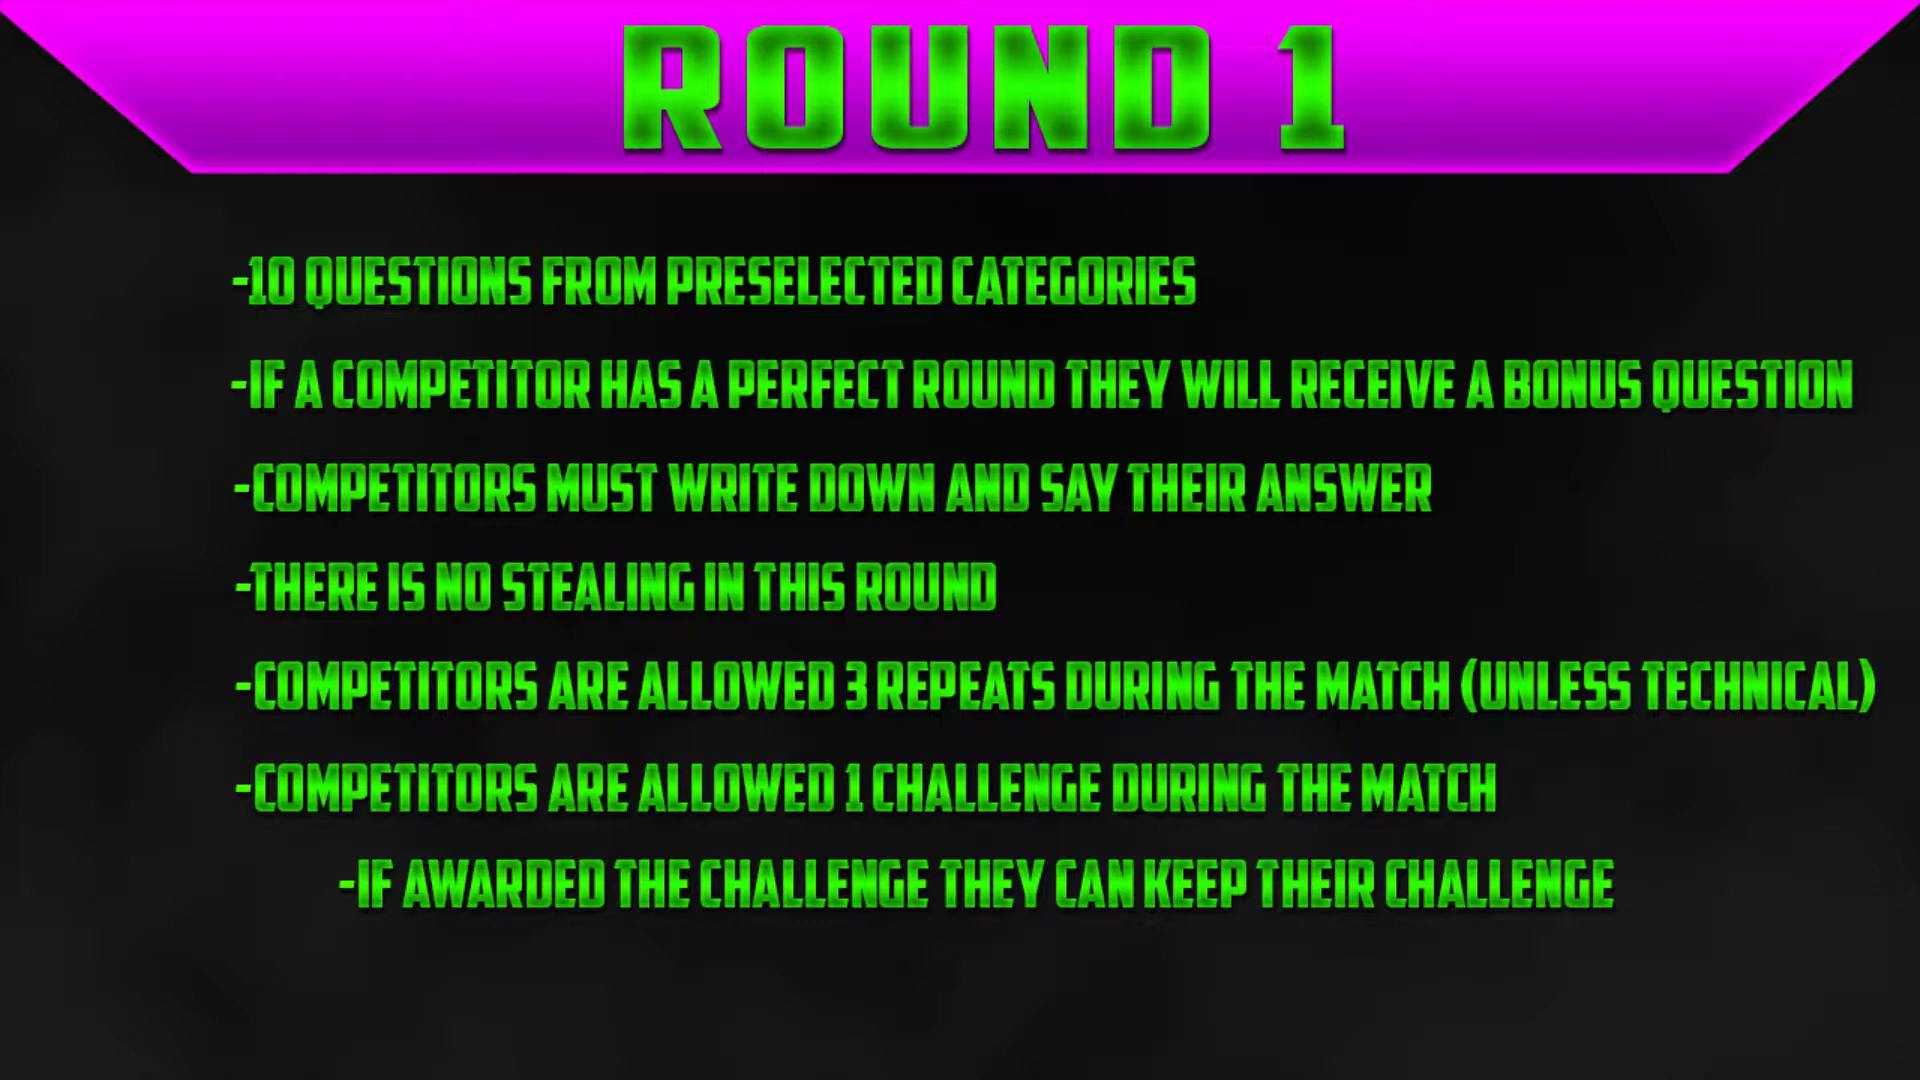 ROUND 1
-10 QUESTIONS FROM PRESELECTED CATEGORIES
-IF A COMPETITOR HAS A PERFECT ROUND THEY WILL RECEIVE A BONUS QUESTION
-COMPETITORS MUST WRITE DOWN AND SAY THEIR ANSWER
-THERE IS NO STEALING IN THIS ROUND
-COMPETITORS ARE ALLOWED 3 REPEATS DURING THE MATCH (UNLESS TECHNICAL)
-COMPETITORS ARE ALLOWED 1 CHALLENGE DURING THE MATCH
-IF AWARDED THE CHALLENGE THEY CAN KEEP THEIR CHALLENGE